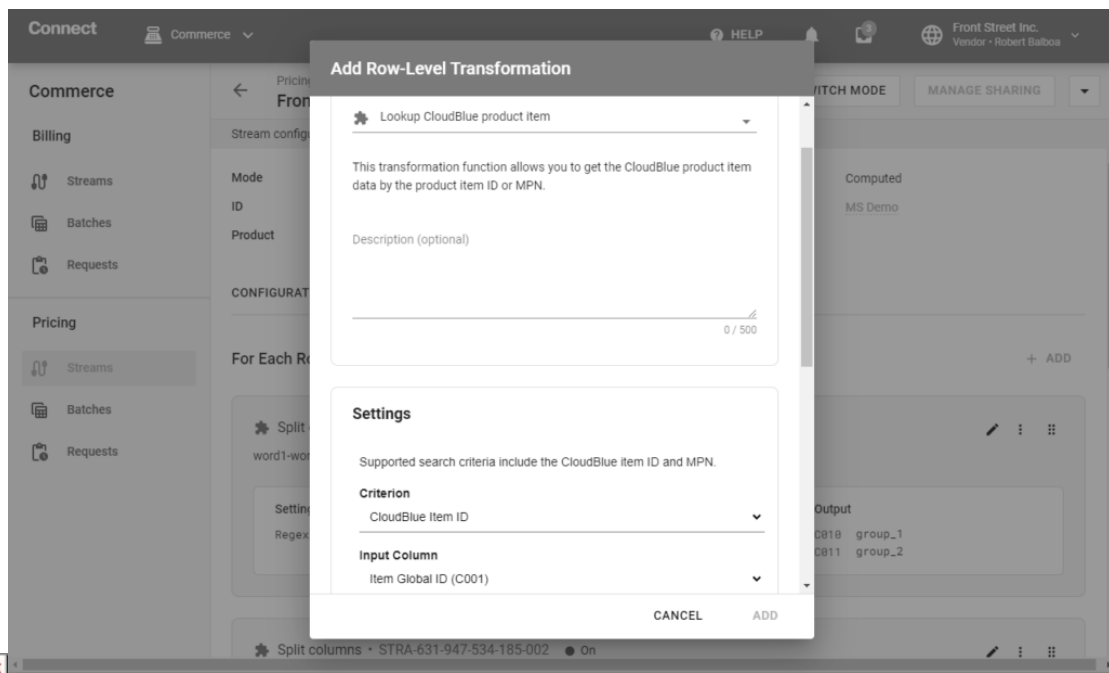 Connect
Commerce
HELP
3
Front Street Inc.
Vendor • Robert Balboa
Commerce
Billing
Streams
Batches
Requests
Pricing
Streams
Batches
Requests
Pricing
Fron
SWITCH MODE
MANAGE SHARING
Stream configu
Mode
ID
Product
Computed
MS Demo
CONFIGURAT
For Each Ro
+ ADD
Split
word1-wor
Setting
Regex
Output
C010 group_1
C011 group_2
Split columns • STRA-631-947-534-185-002 On
Add Row-Level Transformation
Lookup CloudBlue product item
This transformation function allows you to get the CloudBlue product item
data by the product item ID or MPN.
Description (optional)
0 / 500
Settings
Supported search criteria include the CloudBlue item ID and MPN.
Criterion
CloudBlue Item ID
Input Column
Item Global ID (C001)
CANCEL
ADD